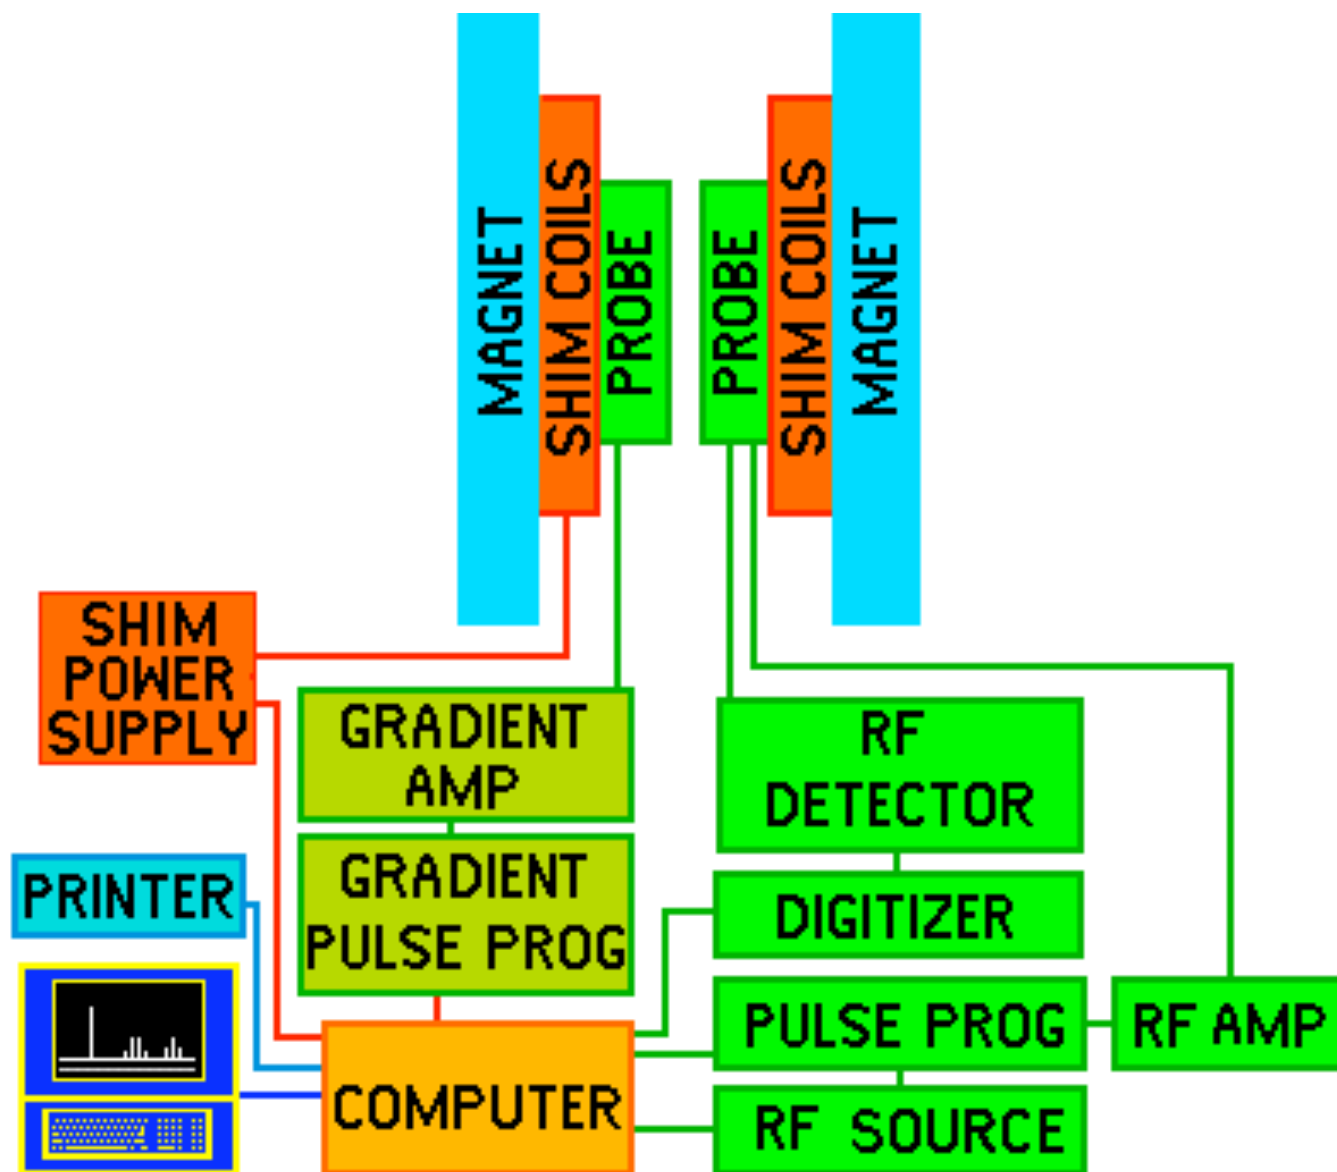 MAGNET
SHIM COILS
PROBE
PROBE
SHIM COILS
MAGNET
SHIM
POWER
SUPPLY
GRADIENT
AMP
GRADIENT
PULSE PROG
RF
DETECTOR
PRINTER
DIGITIZER
PULSE PROG
RF AMP
COMPUTER
RF SOURCE